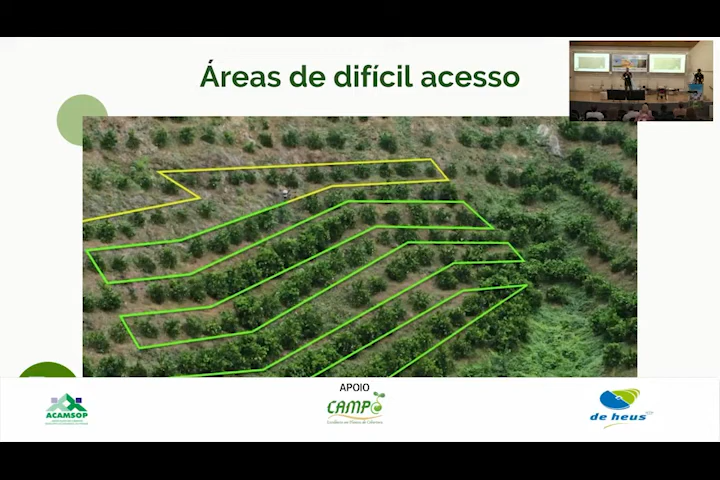 Áreas de difícil acesso
APOIO
ACAMSOP
CAMPO
de heus